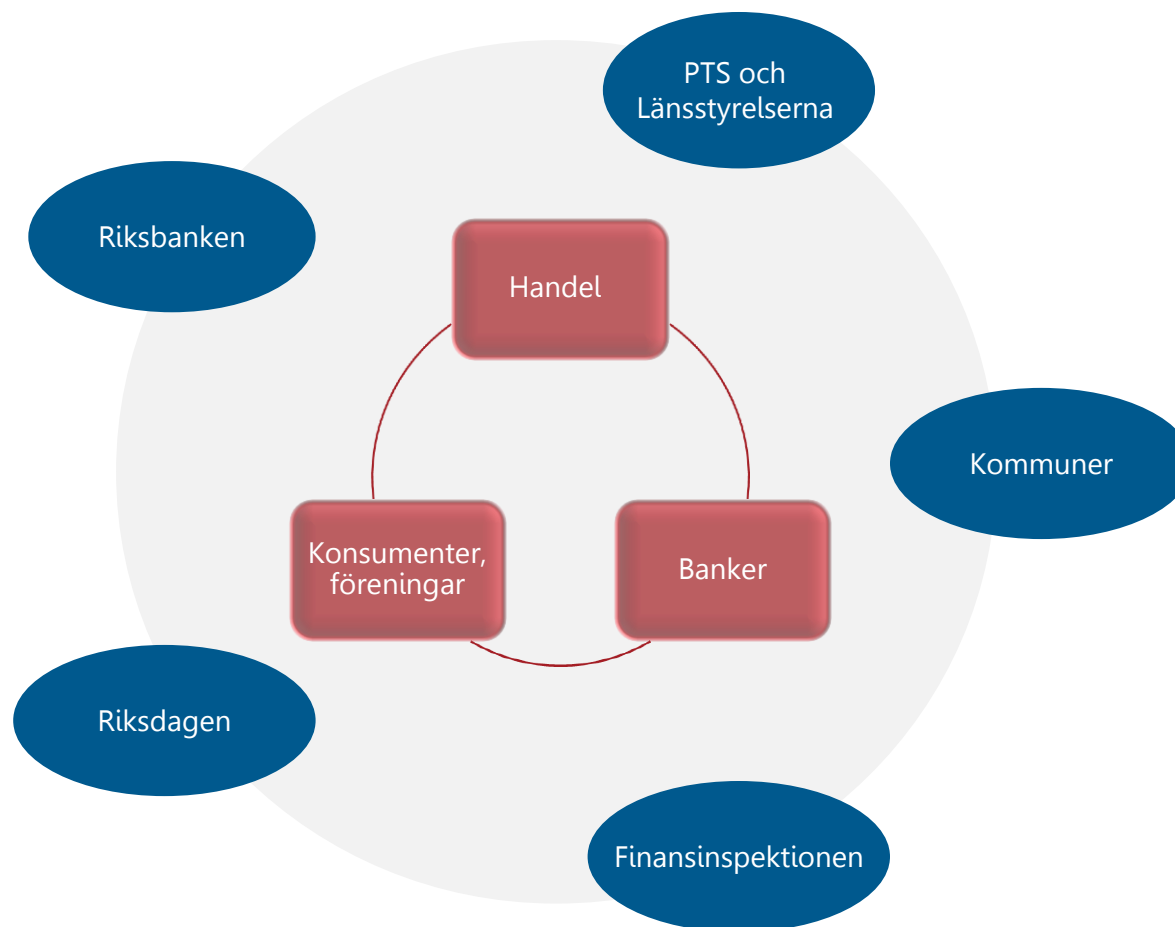 PTS och
Länsstyrelserna
Riksbanken
Handel
Kommuner
Konsumenter,
föreningar
Banker
Riksdagen
Finansinspektionen